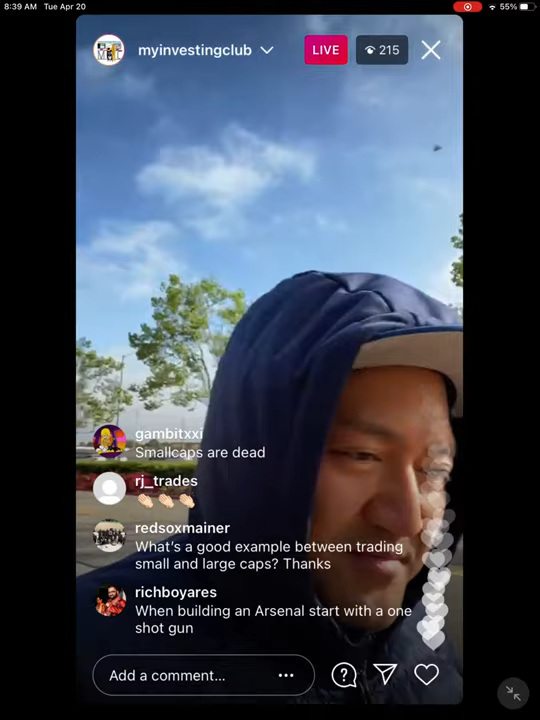 8:39 AM Tue Apr 20
55%
myinvestingclub
LIVE
215
gambitxxi
Smallcaps are dead
rj_trades
👏🏻👏🏻👏🏻
redsoxmainer
What's a good example between trading
small and large caps? Thanks
richboyares
When building an Arsenal start with a one
shot gun
Add a comment...